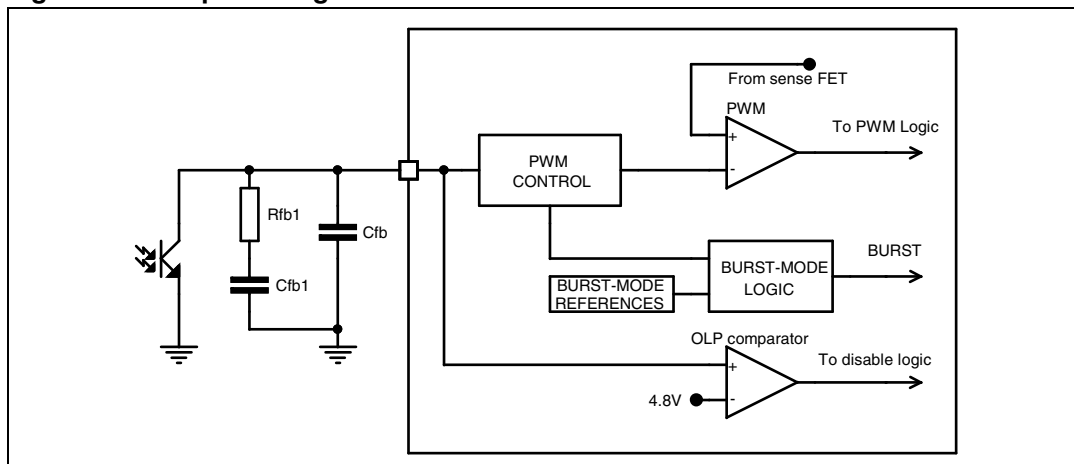 From sense FET
PWM
+
-
To PWM Logic
PWM
CONTROL
Rfb1
Cfb
Cfb1
BURST-MODE
REFERENCES
BURST-MODE
LOGIC
BURST
OLP comparator
+
-
4.8V
To disable logic